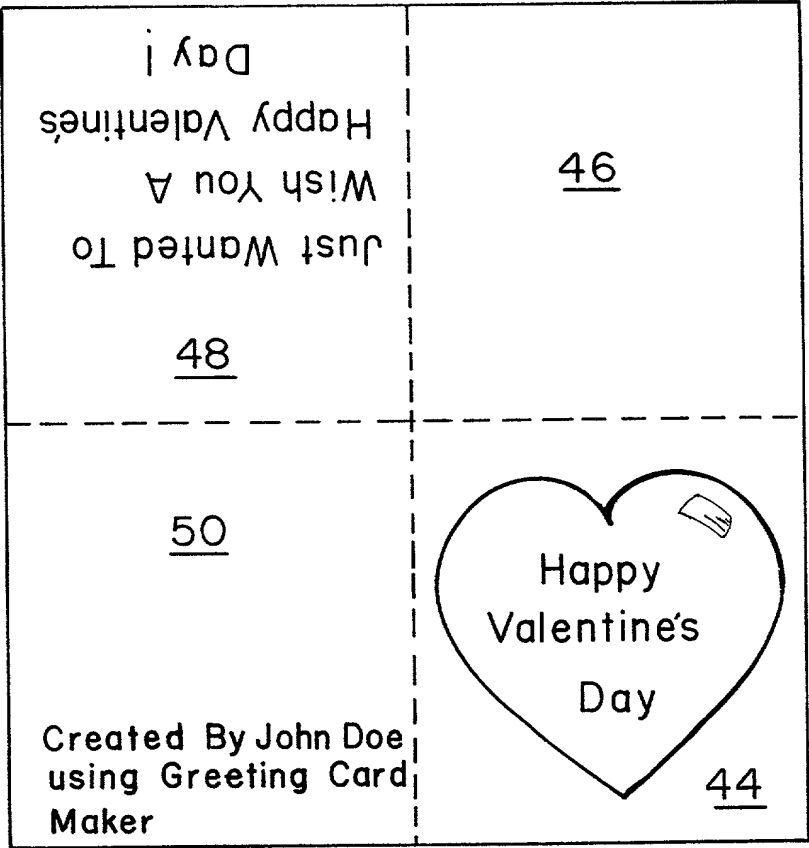 Just Wanted To
Wish You A
Happy Valentine's
Day!
48
46
50
Created By John Doe
using Greeting Card
Maker
Happy
Valentine's
Day
44